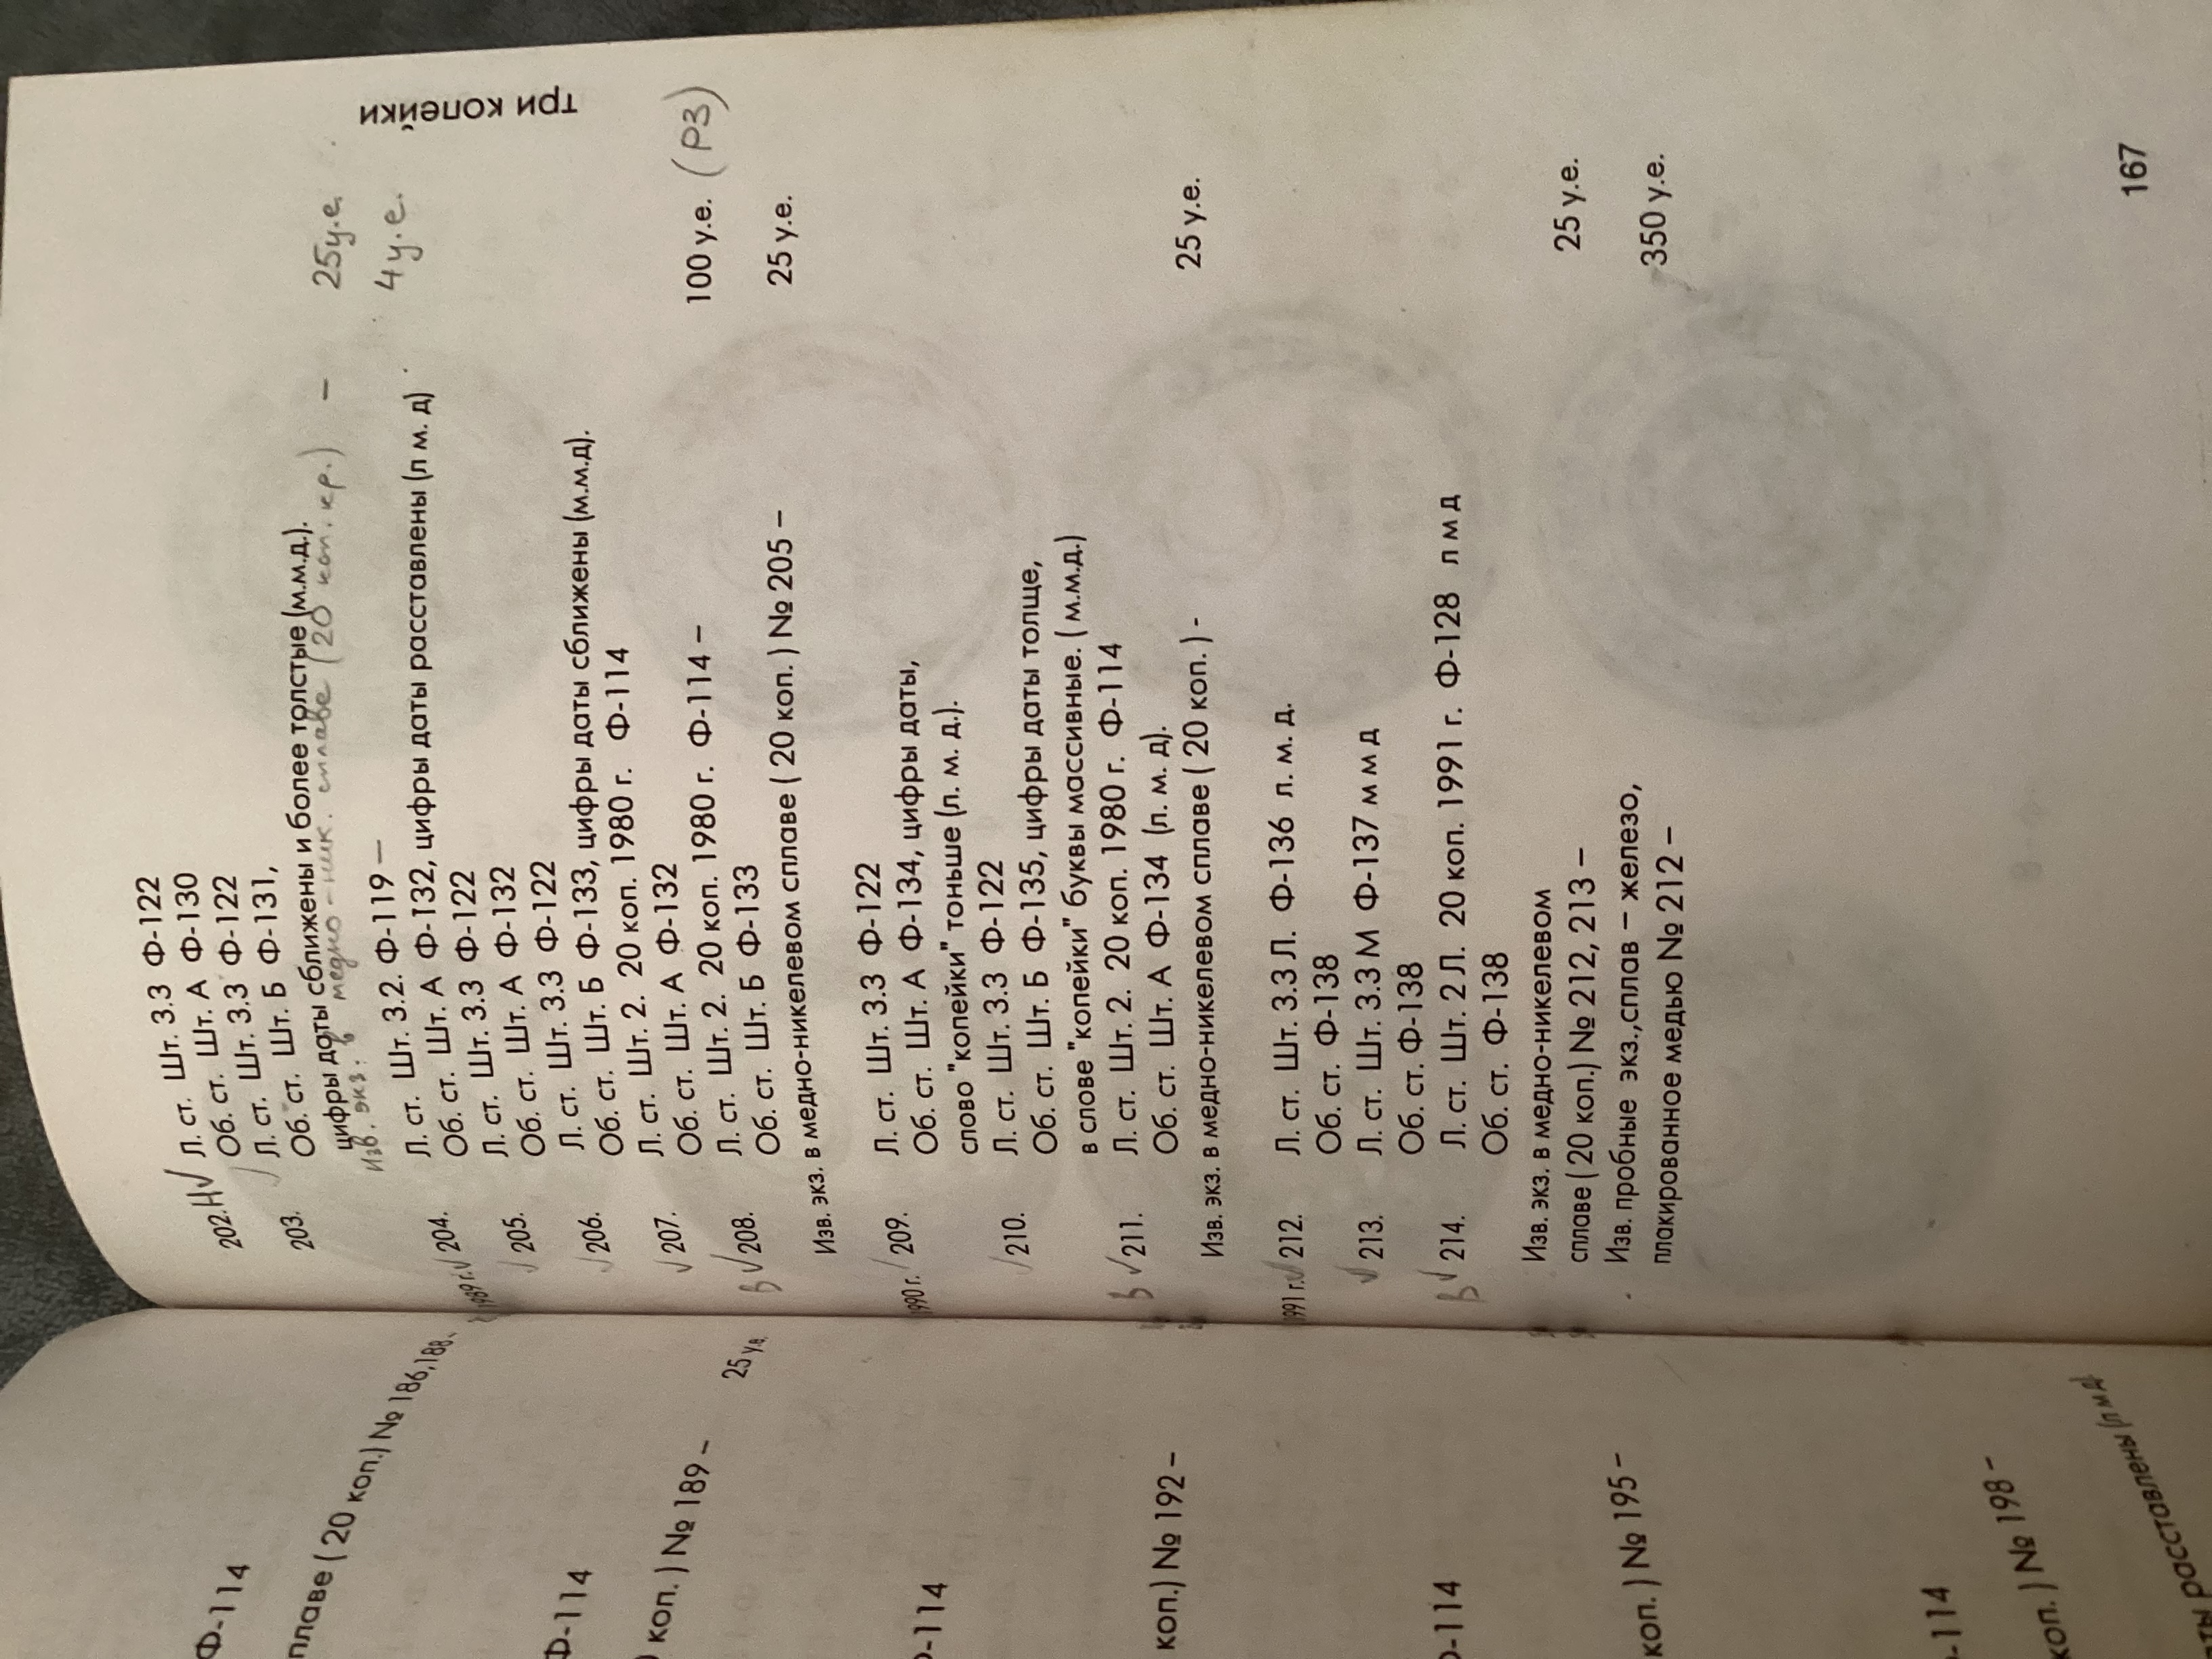 Ф-114
плаве ( 20 коп.) № 186,188.
Ф-114
коп. ) № 189 – 25 у.е.
-114
коп.) № 192 –
-114
коп. ) № 195 –
-114
коп. ) № 198 –
расставлены (л м д)
три копейки
202. Н√ Л. ст. Шт. 3.3 Ф-122
Об. ст. Шт. А Ф-130
203. Л. ст. Шт. 3.3 Ф-122
Об. ст. Шт. Б Ф-131,
цифры даты сближены и более толстые (м.м.д.).
Изв. экз. в медно-ник. сплаве (20 коп. кр.) – 25 у.е.
1989 г. √ 204. Л. ст. Шт. 3.2. Ф-119 – 4 у.е.
Об. ст. Шт. А Ф-132, цифры даты расставлены (л м. д)
√ 205. Л. ст. Шт. 3.3 Ф-122
Об. ст. Шт. А Ф-132
√ 206. Л. ст. Шт. 3.3 Ф-122
Об. ст. Шт. Б Ф-133, цифры даты сближены (м.м.д).
√ 207. Л. ст. Шт. 2. 20 коп. 1980 г. Ф-114
Об. ст. Шт. А Ф-132
В √ 208. Л. ст. Шт. 2. 20 коп. 1980 г. Ф-114 – 100 у.е. (РЗ)
Об. ст. Шт. Б Ф-133
Изв. экз. в медно-никелевом сплаве ( 20 коп. ) № 205 – 25 у.е.
1990 г. / 209. Л. ст. Шт. 3.3 Ф-122
Об. ст. Шт. А Ф-134, цифры даты,
слово "копейки" тоньше (л. м. д.).
/ 210. Л. ст. Шт. 3.3 Ф-122
Об. ст. Шт. Б Ф-135, цифры даты толще,
в слове "копейки" буквы массивные. ( м.м.д.)
В √ 211. Л. ст. Шт. 2. 20 коп. 1980 г. Ф-114
Об. ст. Шт. А Ф-134 (л. м. д).
Изв. экз. в медно-никелевом сплаве ( 20 коп. ) - 25 у.е.
991 г. √ 212. Л. ст. Шт. 3.3 Л. Ф-136 л. м. д.
Об. ст. Ф-138
√ 213. Л. ст. Шт. 3.3 М Ф-137 м м д
Об. ст. Ф-138
В √ 214. Л. ст. Шт. 2 Л. 20 коп. 1991 г. Ф-128 л м д
Об. ст. Ф-138
Изв. экз. в медно-никелевом
сплаве ( 20 коп.) № 212, 213 – 25 у.е.
Изв. пробные экз.,сплав – железо,
плакированное медью № 212 – 350 у.е.
167